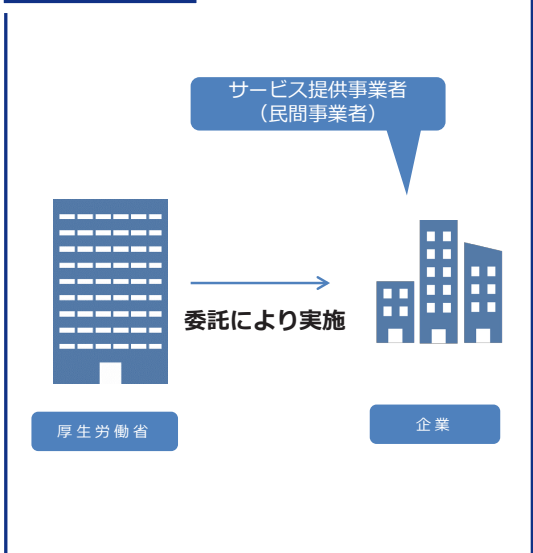 サービス提供事業者
（民間事業者）
委託により実施
厚生労働省
企業